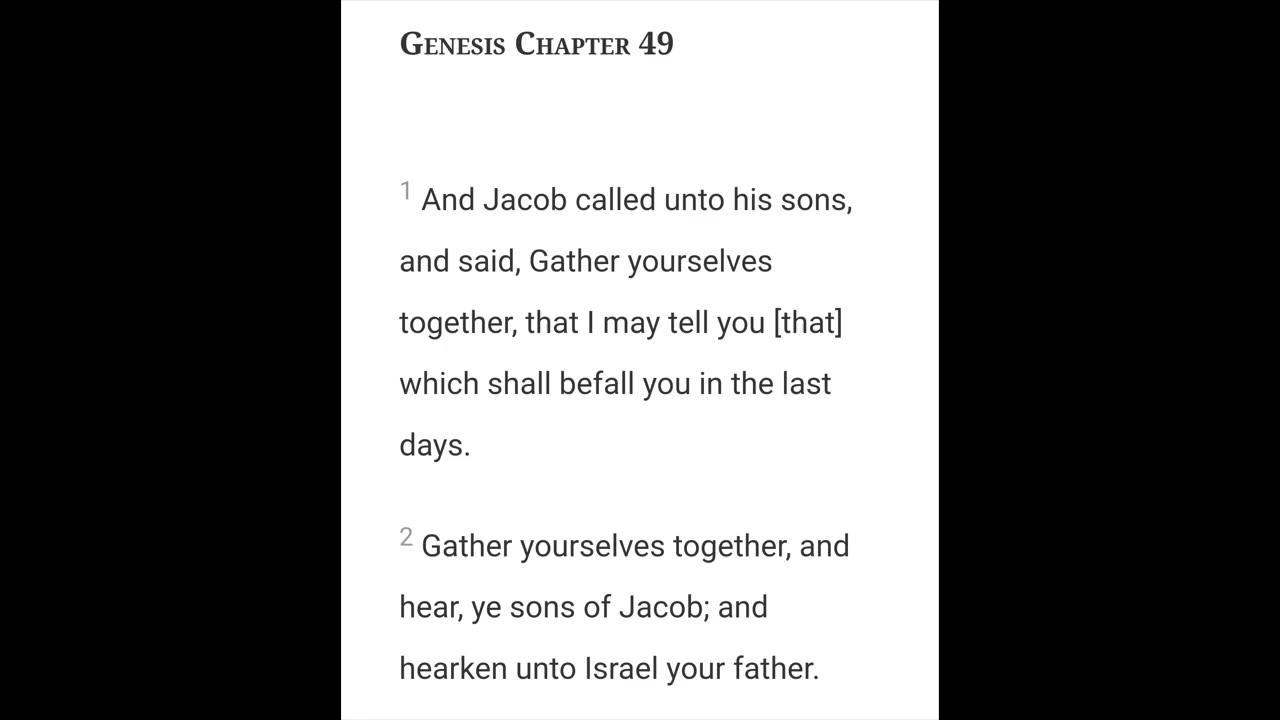 Genesis Chapter 49
1 And Jacob called unto his sons,
and said, Gather yourselves
together, that I may tell you [that]
which shall befall you in the last
days.
2 Gather yourselves together, and
hear, ye sons of Jacob; and
hearken unto Israel your father.